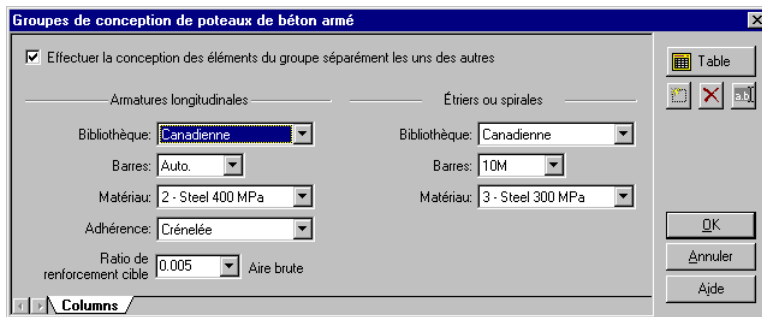 Groupes de conception de poteaux de béton armé
Effectuer la conception des éléments du groupe séparément les uns des autres
Armatures longitudinales
Bibliothèque: Canadienne
Barres: Auto.
Matériau: 2 - Steel 400 MPa
Adhérence: Crénelée
Ratio de
renforcement cible 0.005 Aire brute
Étriers ou spirales
Bibliothèque: Canadienne
Barres: 10M
Matériau: 3 - Steel 300 MPa
Columns
Table
ab
OK
Annuler
Aide